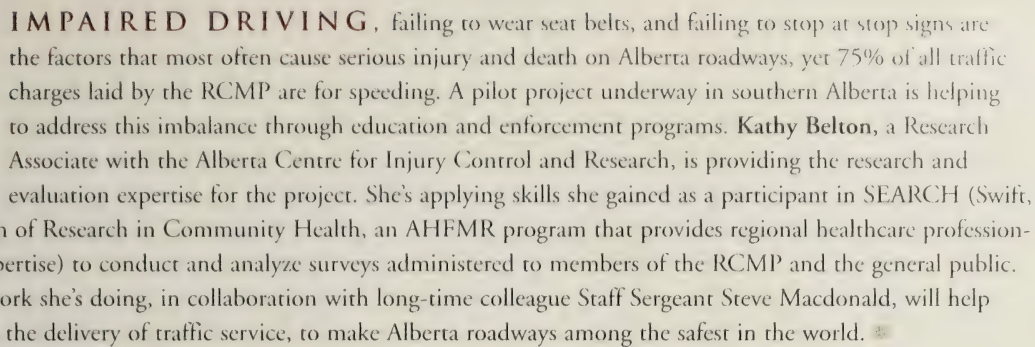 IMPAIRED DRIVING, failing to wear seat belts, and failing to stop at stop signs are
the factors that most often cause serious injury and death on Alberta roadways, yet 75% of all traffic
charges laid by the RCMP are for speeding. A pilot project underway in southern Alberta is helping
to address this imbalance through education and enforcement programs. Kathy Belton, a Research
Associate with the Alberta Centre for Injury Control and Research, is providing the research and
evaluation expertise for the project. She's applying skills she gained as a participant in SEARCH (Swift,
of Research in Community Health, an AHFMR program that provides regional healthcare profession-
to conduct and analyze surveys administered to members of the RCMP and the general public.
she's doing, in collaboration with long-time colleague Staff Sergeant Steve Macdonald, will help
the delivery of traffic service, to make Alberta roadways among the safest in the world.